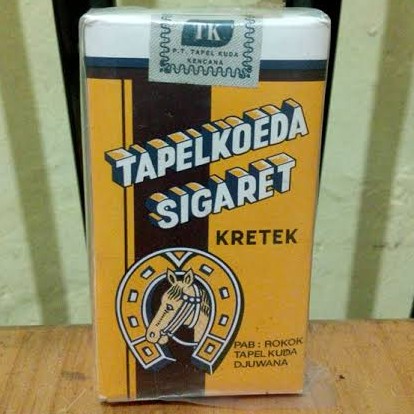 TK
P.T. TAPEL KUDA
KENCANA
TAPELKOEDA
SIGARET
KRETEK
PAB : ROKOK
TAPEL KUDA
DJUWANA